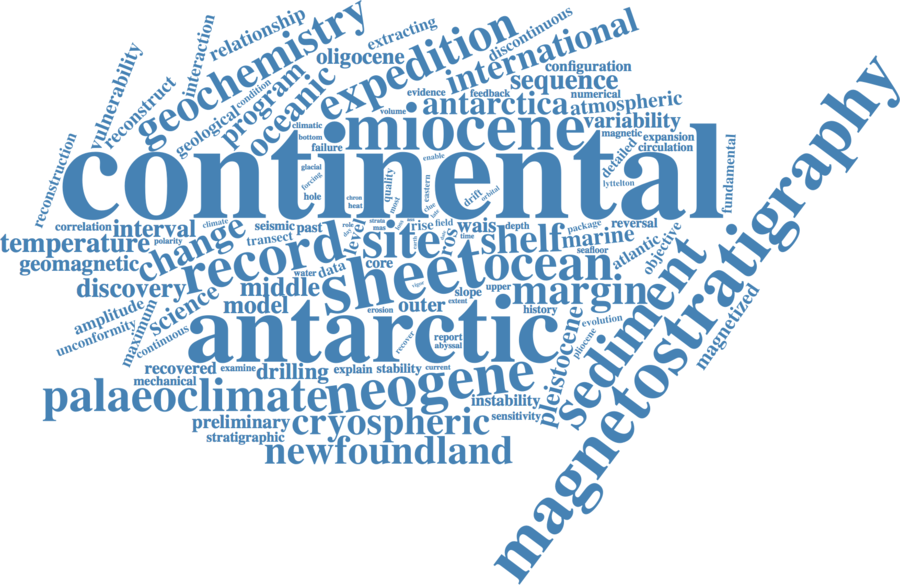 relationship
interaction
extracting
discontinuous
geochemistry
expedition
international
oligocene
vulnerability
reconstruct
condition
geological
program
oceanic
configuration
sequence
evidence
feedback
numerical
antarctica
atmospheric
volume
climatic
bottom
failure
miocene
variability
magnetic
expansion
circulation
detailed
lyttelton
reconstruction
continental
fundamental
enable
glacial
forcing
hole
chron
heat
quality
most
eastern
drift
orbital
correlation
interval
climate
seismic
past
temperature
polarity
change
transect
record
level
strata
site
rise
field
ross
wais
time
depth
shelf
package
reversal
marine
seafloor
atlantic
objective
geomagnetic
discovery
science
middle
water
data
core
sheet
ocean
slope
upper
margin
sediment
magnetostratigraphy
magnetized
amplitude
unconformity
maximum
continuous
model
erosion
outer
extent
history
antarctic
recover
report
abyssal
evolution
pliocene
pleistocene
recovered
mechanical
examine
drilling
explain
stability
current
palaeoclimate
neogene
instability
sensitivity
preliminary
cryospheric
stratigraphic
newfoundland